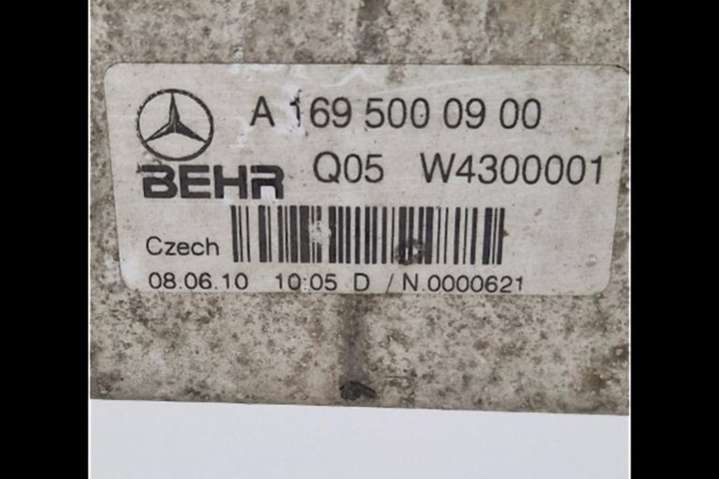 A 169 500 09 00
BEHR Q05 W4300001
Czech
08.06.10 10:05 D / N.0000621